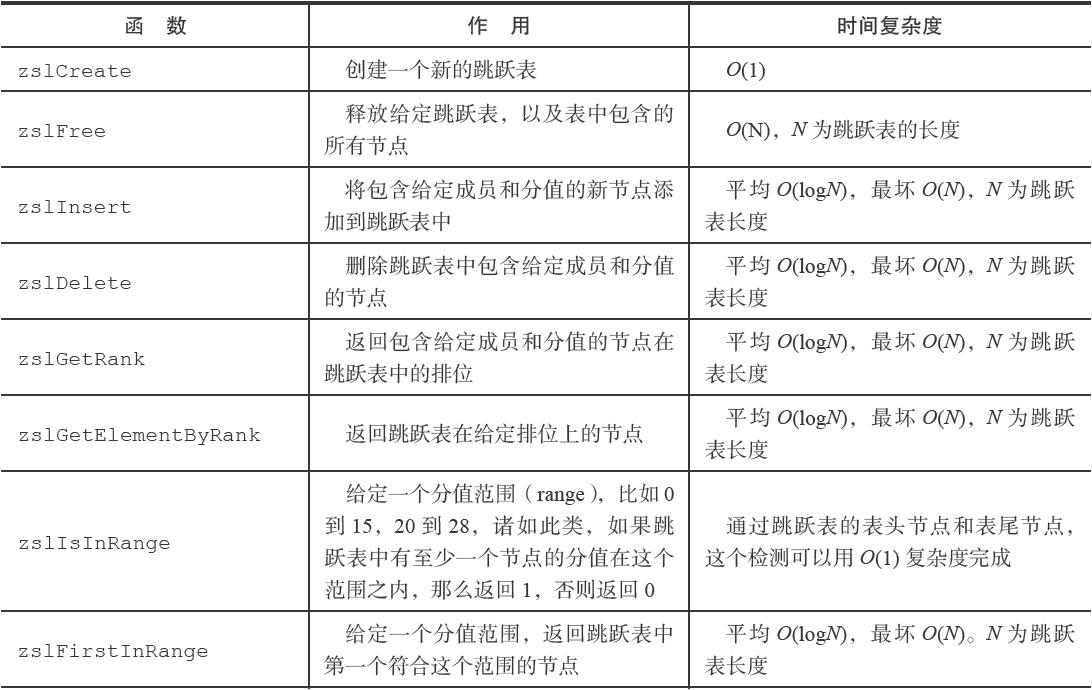 函 数 作 用 时间复杂度
zslCreate 创建一个新的跳跃表 O(1)
zslFree 释放给定跳跃表，以及表中包含的
所有节点 O(N)，N 为跳跃表的长度
zslInsert 将包含给定成员和分值的新节点添
加到跳跃表中 平均 O(logN)，最坏 O(N)，N 为跳跃
表长度
zslDelete 删除跳跃表中包含给定成员和分值
的节点 平均 O(logN)，最坏 O(N)，N 为跳跃
表长度
zslGetRank 返回包含给定成员和分值的节点在
跳跃表中的排位 平均 O(logN)，最坏 O(N)，N 为跳跃
表长度
zslGetElementByRank 返回跳跃表在给定排位上的节点 平均 O(logN)，最坏 O(N)，N 为跳跃
表长度
zslIsInRange 给定一个分值范围（range），比如 0
到 15，20 到 28，诸如此类，如果跳
跃表中有至少一个节点的分值在这个
范围之内，那么返回 1，否则返回 0 通过跳跃表的表头节点和表尾节点，
这个检测可以用 O(1) 复杂度完成
zslFirstInRange 给定一个分值范围，返回跳跃表中
第一个符合这个范围的节点 平均 O(logN)，最坏 O(N)。N 为跳跃
表长度